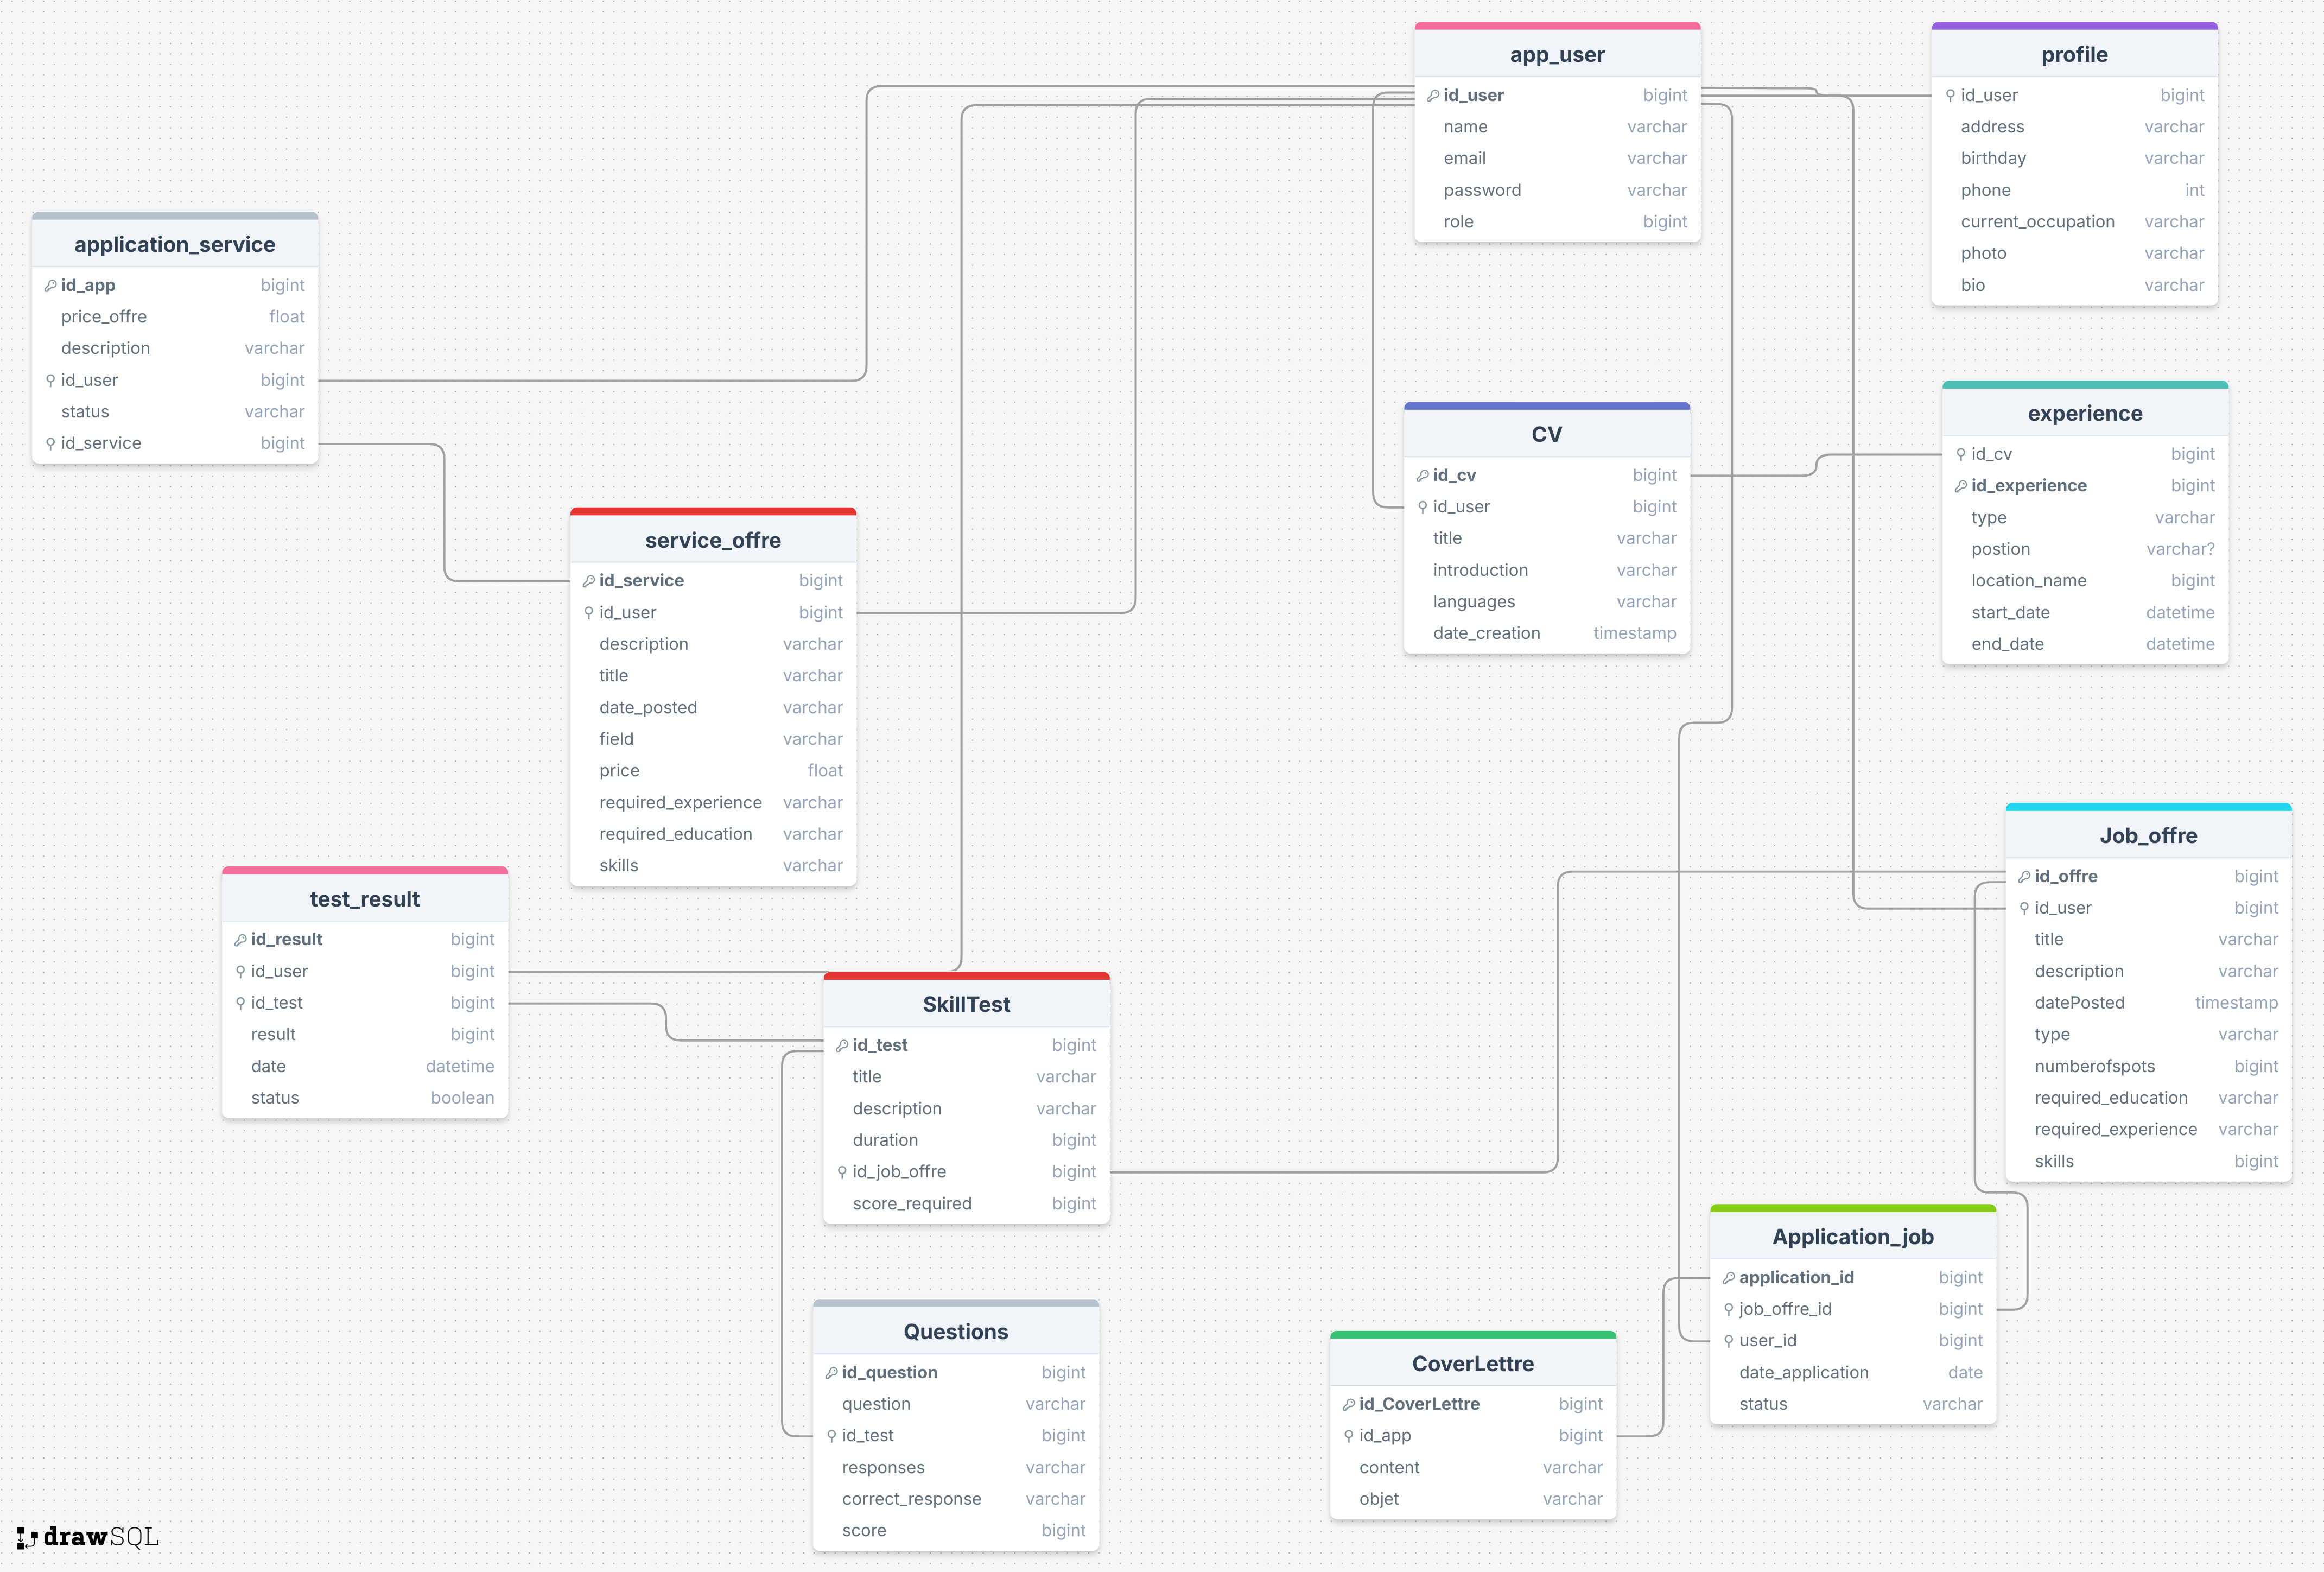 app_user
id_user bigint
name varchar
email varchar
password varchar
role bigint
profile
id_user bigint
address varchar
birthday varchar
phone int
current_occupation varchar
photo varchar
bio varchar
application_service
id_app bigint
price_offre float
description varchar
id_user bigint
status varchar
id_service bigint
CV
id_cv bigint
id_user bigint
title varchar
introduction varchar
languages varchar
date_creation timestamp
experience
id_cv bigint
id_experience bigint
type varchar
postion varchar?
location_name bigint
start_date datetime
end_date datetime
service_offre
id_service bigint
id_user bigint
description varchar
title varchar
date_posted varchar
field varchar
price float
required_experience varchar
required_education varchar
skills varchar
Job_offre
id_offre bigint
id_user bigint
title varchar
description varchar
datePosted timestamp
type varchar
numberofspots bigint
required_education varchar
required_experience varchar
skills bigint
test_result
id_result bigint
id_user bigint
id_test bigint
result bigint
date datetime
status boolean
SkillTest
id_test bigint
title varchar
description varchar
duration bigint
id_job_offre bigint
score_required bigint
Application_job
application_id bigint
job_offre_id bigint
user_id bigint
date_application date
status varchar
Questions
id_question bigint
question varchar
id_test bigint
responses varchar
correct_response varchar
score bigint
CoverLettre
id_CoverLettre bigint
id_app bigint
content varchar
objet varchar
drawSQL